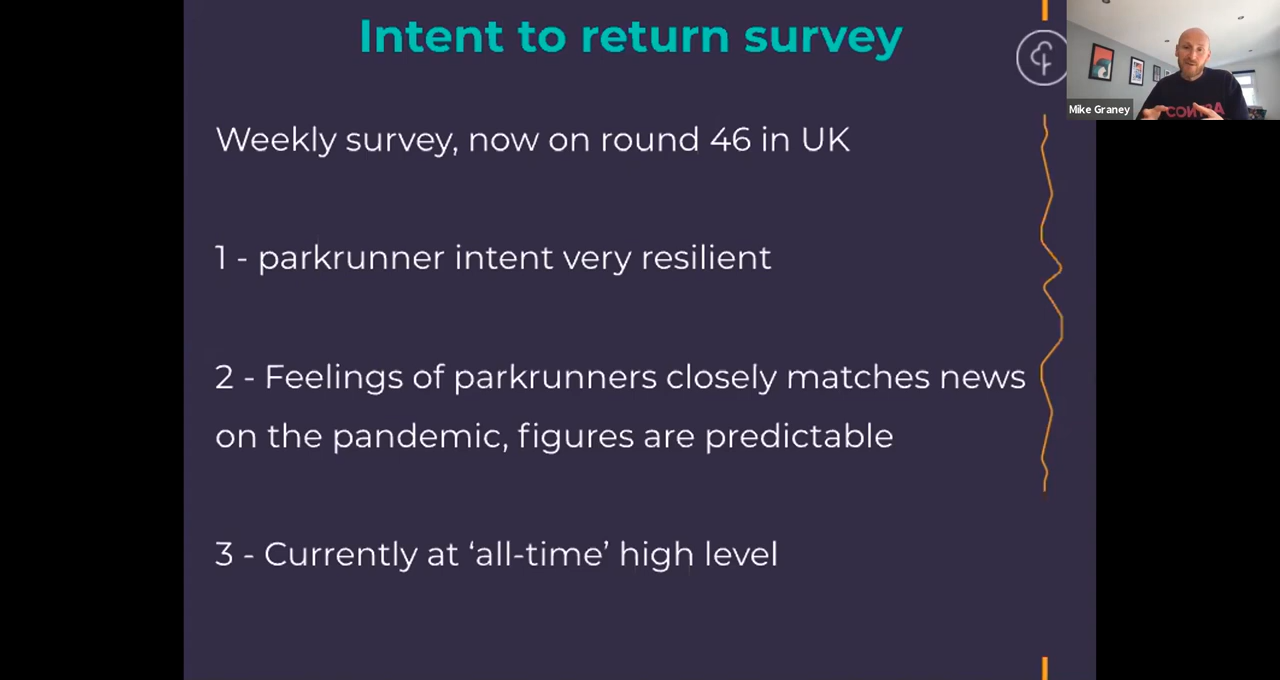 Intent to return survey
Weekly survey, now on round 46 in UK
1 - parkrunner intent very resilient
2 - Feelings of parkrunners closely matches news
on the pandemic, figures are predictable
3 - Currently at ‘all-time’ high level
Mike Graney